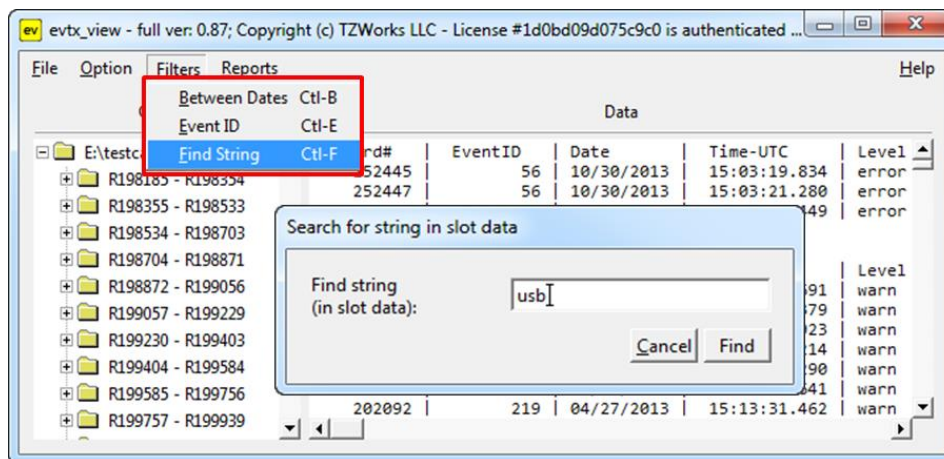 ev evtx_view - full ver: 0.87; Copyright (c) TZWorks LLC - License #1d0bd09d075c9c0 is authenticated ...
File Option Filters Reports Help
Between Dates Ctl-B
Event ID Ctl-E
Find String Ctl-F
Data
EventID | Date | Time-UTC | Level
252445 | 56 | 10/30/2013 | 15:03:19.834 | error
252447 | 56 | 10/30/2013 | 15:03:21.280 | error
| error
E:\testc
R198185 - R198354
R198355 - R198533
R198534 - R198703
R198704 - R198871
R198872 - R199056
R199057 - R199229
R199230 - R199403
R199404 - R199584
R199585 - R199756
R199757 - R199939
Search for string in slot data
Find string
(in slot data):
usb
Cancel Find
| Level
| warn
| warn
| warn
| warn
| warn
| warn
202092 | 219 | 04/27/2013 | 15:13:31.462 | warn